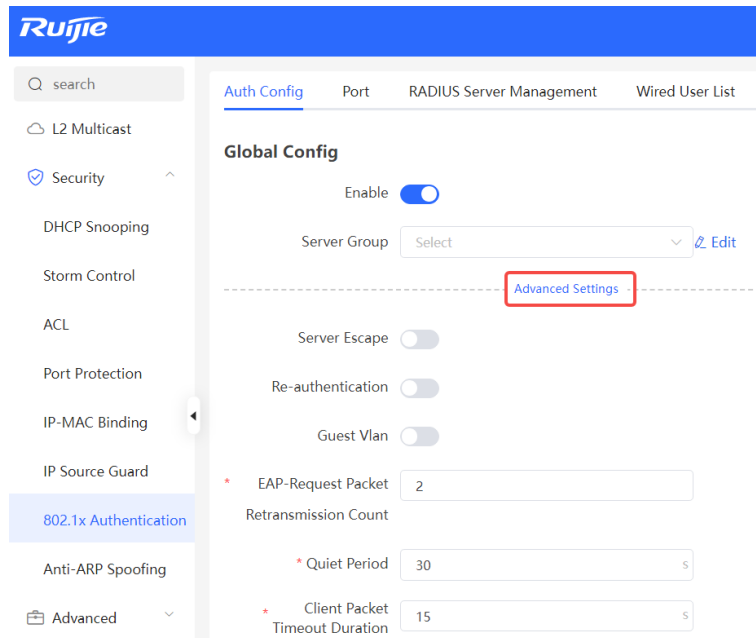 Ruijie
search
L2 Multicast
Security
DHCP Snooping
Storm Control
ACL
Port Protection
IP-MAC Binding
IP Source Guard
802.1x Authentication
Anti-ARP Spoofing
Advanced
Auth Config Port RADIUS Server Management Wired User List
Global Config
Enable
Server Group Select Edit
Advanced Settings
Server Escape
Re-authentication
Guest Vlan
* EAP-Request Packet 2
Retransmission Count
* Quiet Period 30 s
* Client Packet 15 s
Timeout Duration